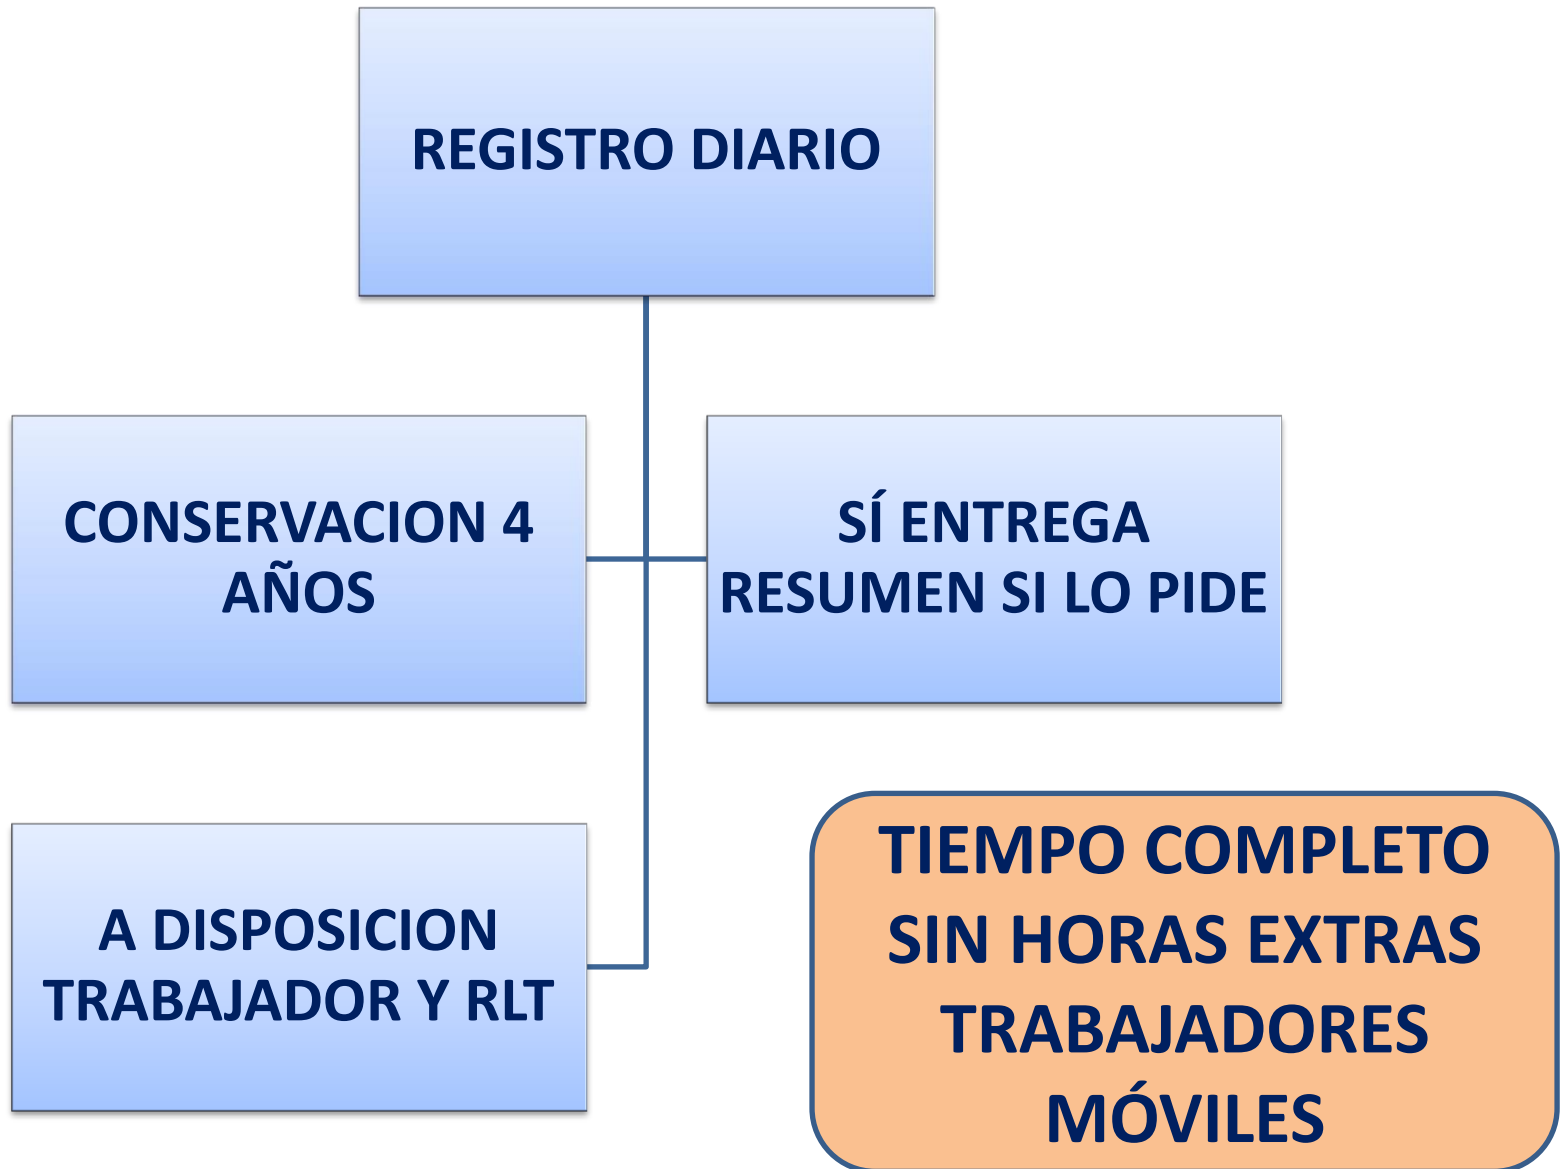 REGISTRO DIARIO
CONSERVACION 4
AÑOS
SÍ ENTREGA
RESUMEN SI LO PIDE
A DISPOSICION
TRABAJADOR Y RLT
TIEMPO COMPLETO
SIN HORAS EXTRAS
TRABAJADORES
MÓVILES